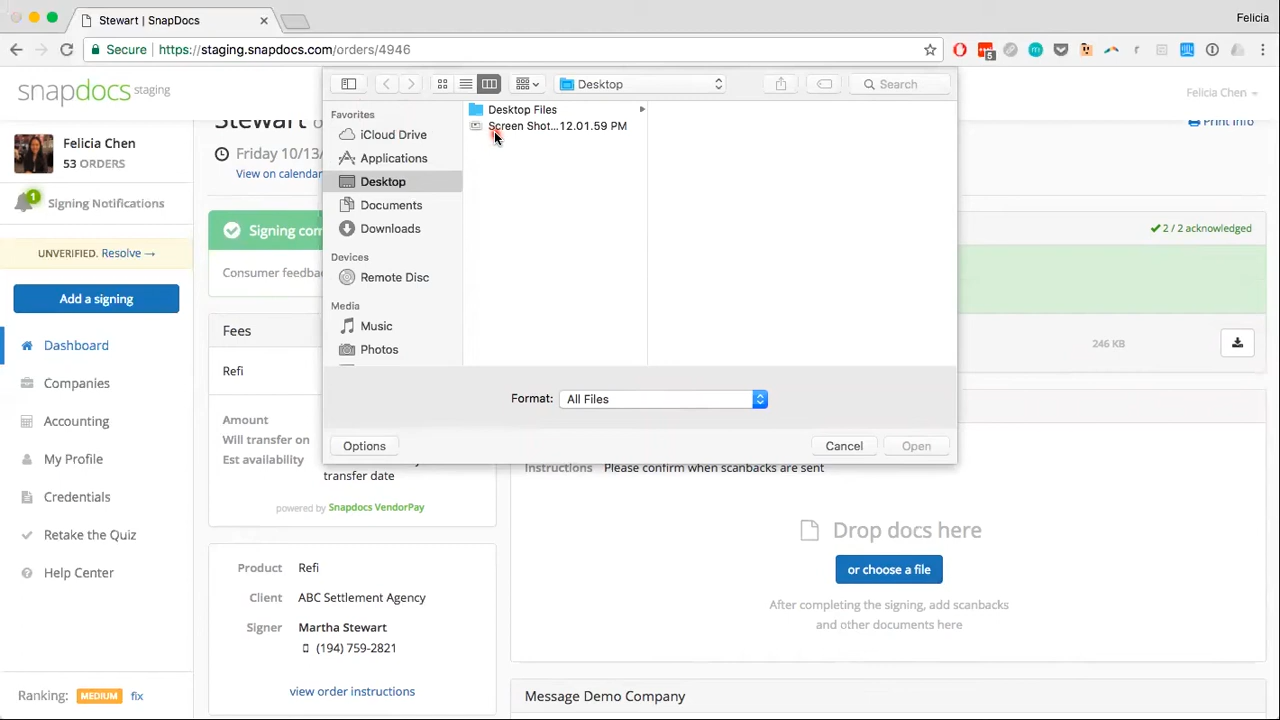 Stewart | SnapDocs
Felicia
Secure
https://staging.snapdocs.com/orders/4946
5
snapdocs staging
Felicia Chen
Felicia Chen
53 ORDERS
1
Signing Notifications
UNVERIFIED. Resolve →
Add a signing
Dashboard
Companies
Accounting
My Profile
Credentials
Retake the Quiz
Help Center
Ranking: MEDIUM fix
Stewart
Print Info
Friday 10/13/
View on calendar
Signing com
Consumer feedba
2 / 2 acknowledged
246 KB
Fees
Refi
Amount
Will transfer on
Est availability
transfer date
powered by Snapdocs VendorPay
Product Refi
Client ABC Settlement Agency
Signer Martha Stewart
(194) 759-2821
view order instructions
Desktop
Search
Favorites
iCloud Drive
Applications
Desktop
Documents
Downloads
Devices
Remote Disc
Media
Music
Photos
Desktop Files
Screen Shot...12.01.59 PM
Format: All Files
Options
Cancel
Open
Instructions Please confirm when scanbacks are sent
Drop docs here
or choose a file
After completing the signing, add scanbacks
and other documents here
Message Demo Company